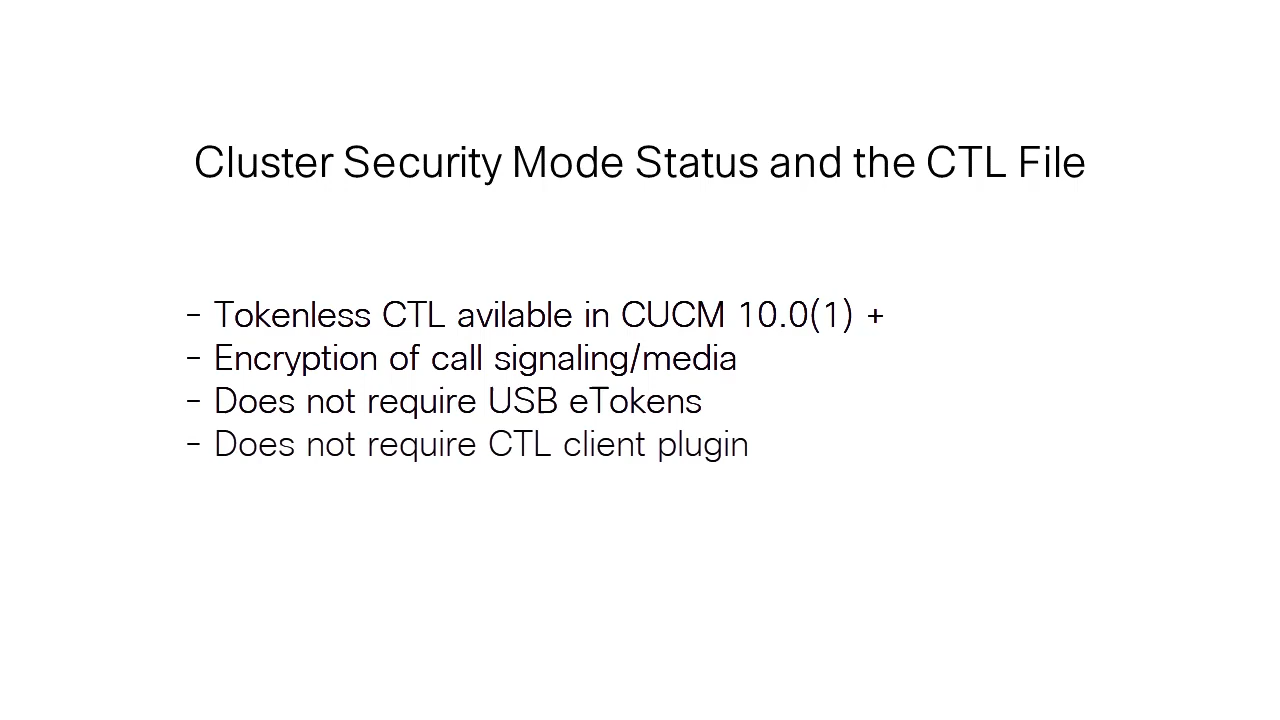 Cluster Security Mode Status and the CTL File
- Tokenless CTL avilable in CUCM 10.0(1) +
- Encryption of call signaling/media
- Does not require USB eTokens
- Does not require CTL client plugin